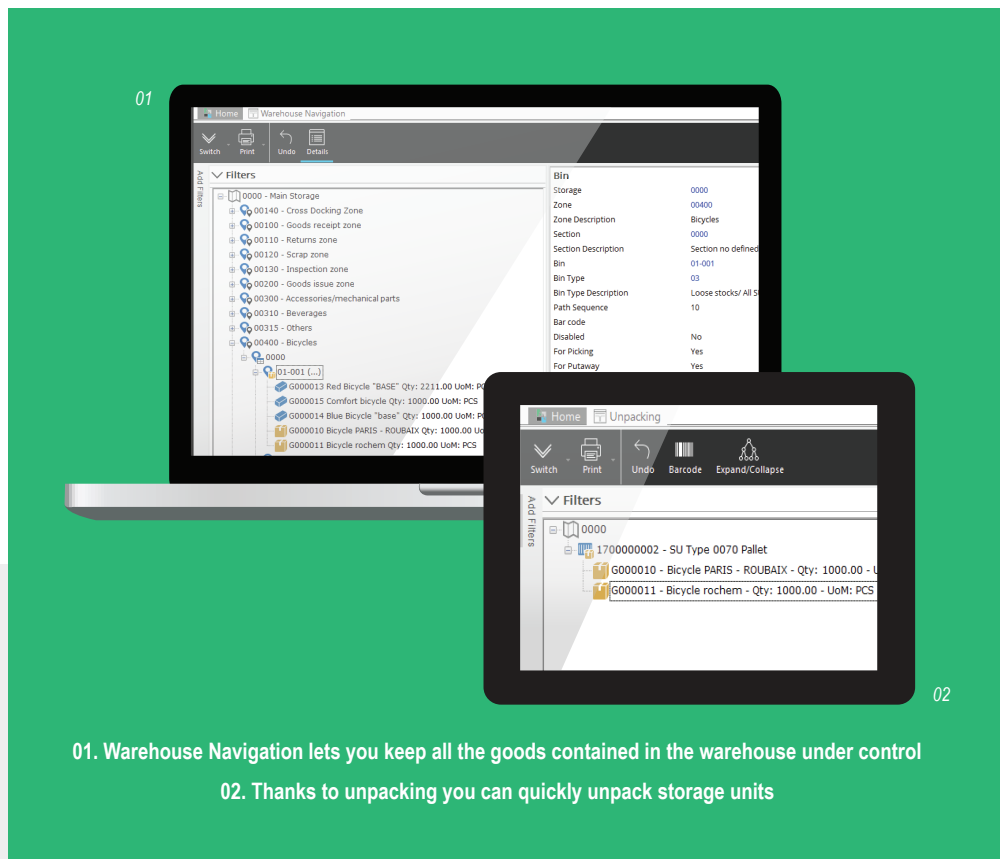 01
Home Warehouse Navigation
Switch Print Undo Details
Add Filters
Filters
0000 - Main Storage
00140 - Cross Docking Zone
00100 - Goods receipt zone
00110 - Returns zone
00120 - Scrap zone
00130 - Inspection zone
00200 - Goods issue zone
00300 - Accessories/mechanical parts
00310 - Beverages
00315 - Others
00400 - Bicycles
0000
01-001 (...)
G000013 Red Bicycle "BASE" Qty: 2211.00 UoM:
G000015 Comfort bicycle Qty: 1000.00 UoM: PCS
G000014 Blue Bicycle "base" Qty: 1000.00 UoM:
G000010 Bicycle PARIS - ROUBAIX Qty: 1000.00
G000011 Bicycle rochem Qty: 1000.00 UoM: PCS
Bin
Storage 0000
Zone 00400
Zone Description Bicycles
Section 0000
Section Description Section no defined
Bin 01-001
Bin Type 03
Bin Type Description Loose stocks/ All
Path Sequence 10
Bar code
Disabled No
For Picking Yes
For Putaway Yes
Home Unpacking
Switch Print Undo Barcode Expand/Collapse
Add Filters
Filters
0000
1700000002 - SU Type 0070 Pallet
G000010 - Bicycle PARIS - ROUBAIX - Qty: 1000.00 -
G000011 - Bicycle rochem - Qty: 1000.00 - UoM: PCS
02
01. Warehouse Navigation lets you keep all the goods contained in the warehouse under control
02. Thanks to unpacking you can quickly unpack storage units